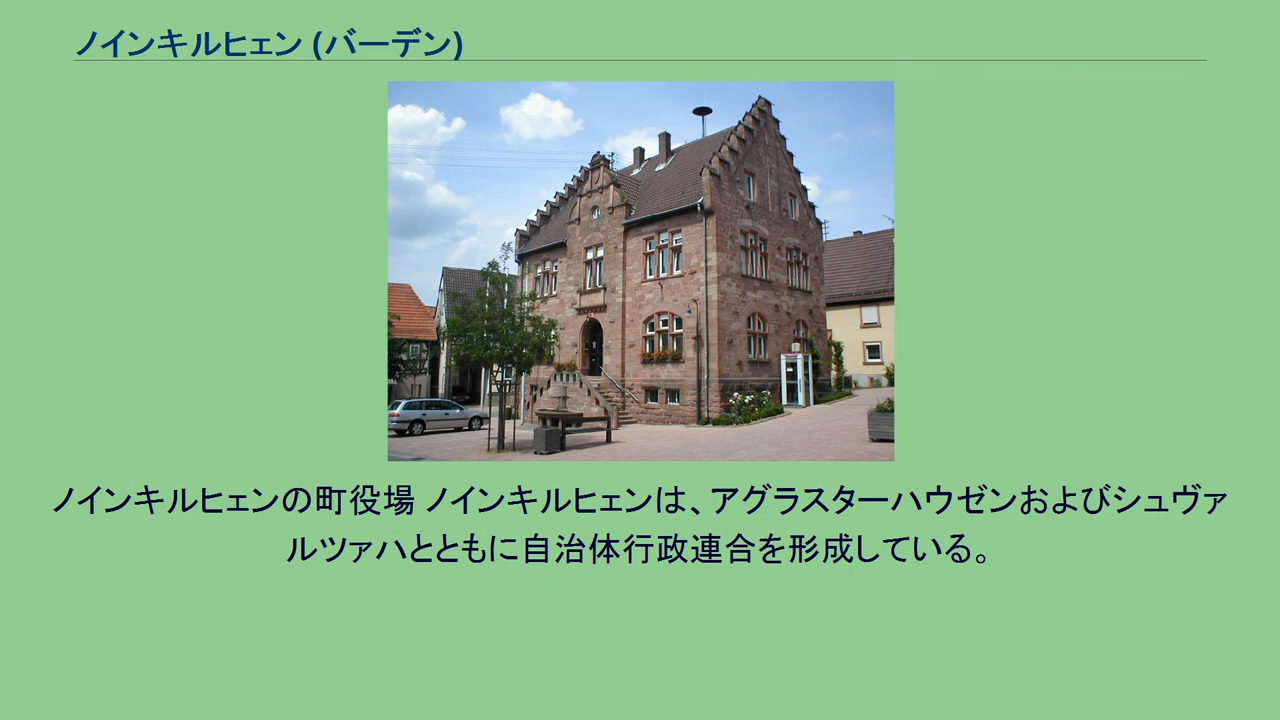 ノインキルヒェン (バーデン)
ノインキルヒェンの町役場 ノインキルヒェンは、アグラスターハウゼンおよびシュヴァ
ルツァハとともに自治体行政連合を形成している。